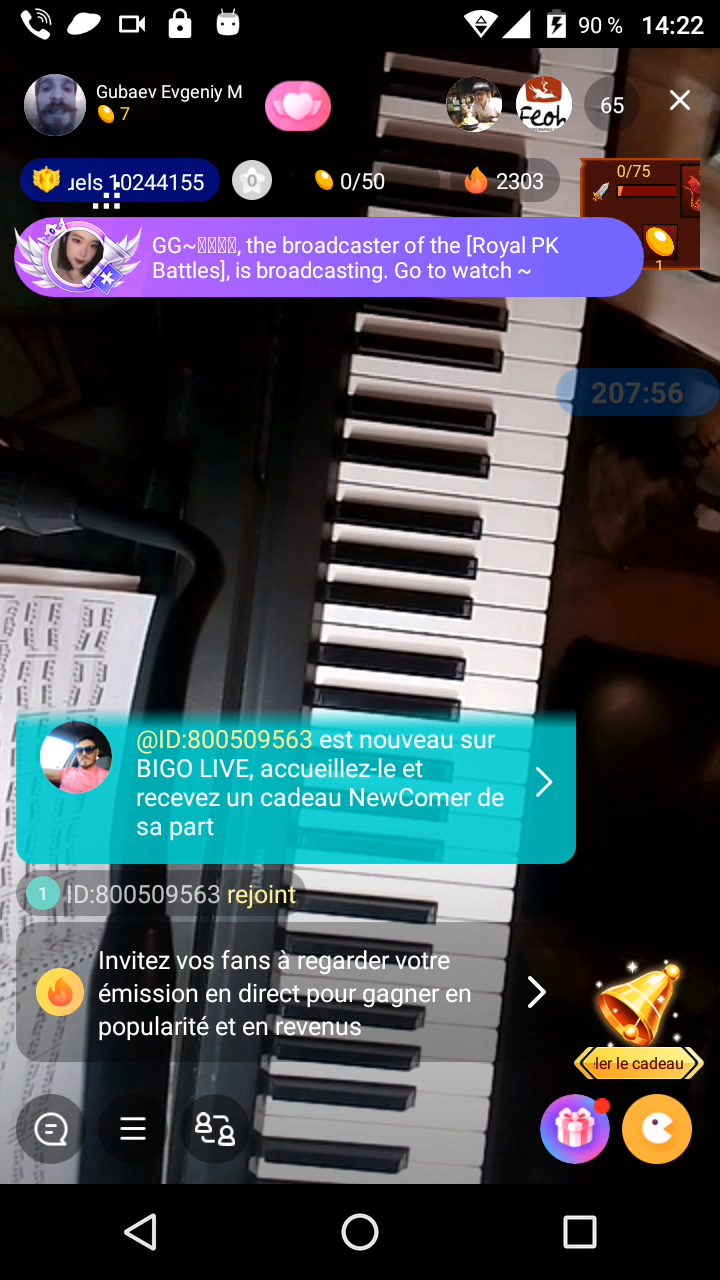 90 % 14:22
Gubaev Evgeniy M
7
Feoh
65
uels 10244155
0
0/50
2303
0/75
1
GG~, the broadcaster of the [Royal PK
Battles], is broadcasting. Go to watch ~
207:56
@ID:800509563 est nouveau sur
BIGO LIVE, accueillez-le et
recevez un cadeau NewComer de
sa part
YAMAHA
1 ID:800509563 rejoint
Invitez vos fans à regarder votre
émission en direct pour gagner en
popularité et en revenus
ler le cadeau